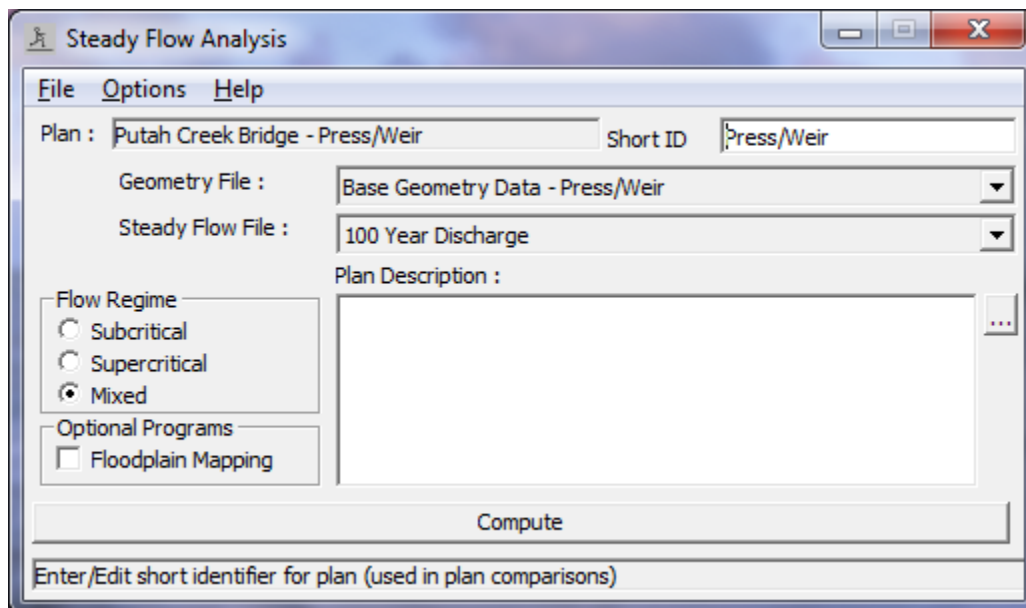 Steady Flow Analysis
File Options Help
Plan : Putah Creek Bridge - Press/Weir Short ID Press/Weir
Geometry File : Base Geometry Data - Press/Weir
Steady Flow File : 100 Year Discharge
Plan Description :
Flow Regime
Subcritical
...
Supercritical
Mixed
Optional Programs
Floodplain Mapping
Compute
Enter/Edit short identifier for plan (used in plan comparisons)